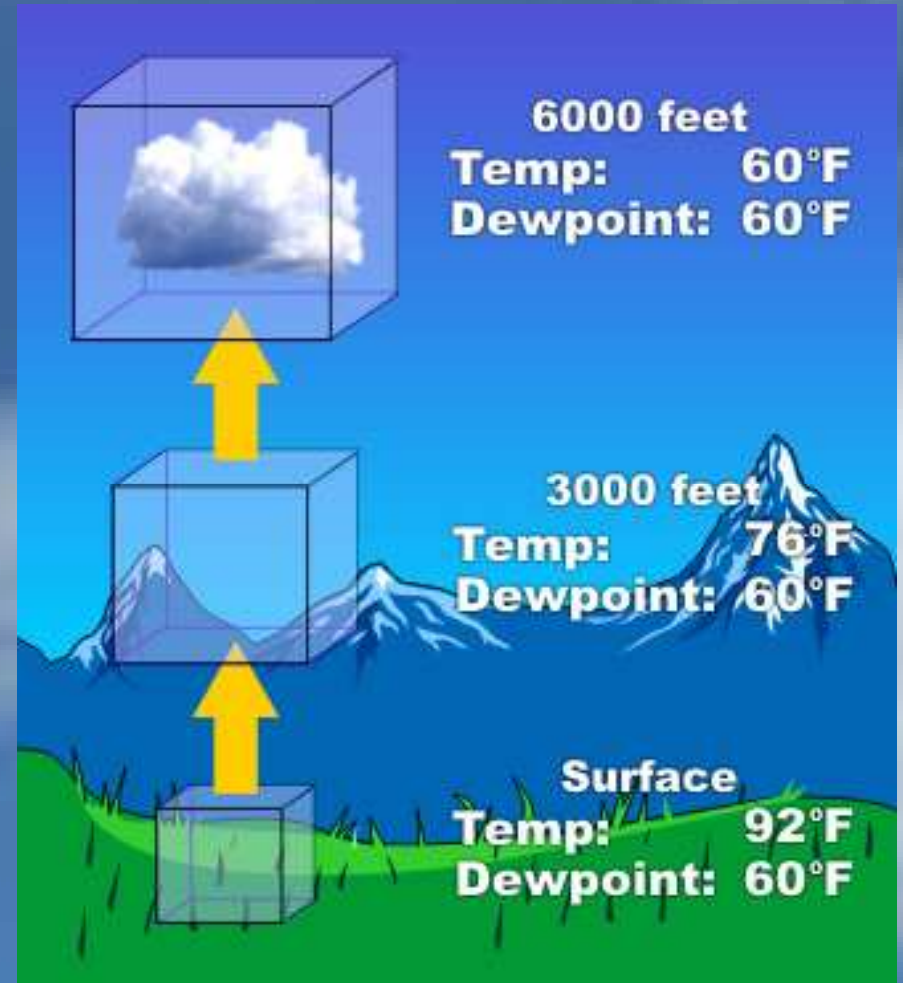 6000 feet
Temp: 60°F
Dewpoint: 60°F
3000 feet
Temp: 76°F
Dewpoint: 60°F
Surface
Temp: 92°F
Dewpoint: 60°F